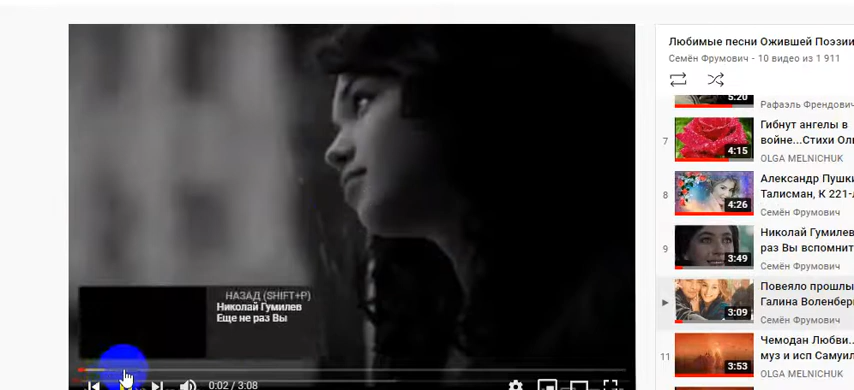 НАЗАД (SHIFT+P)
Николай Гумилев
Еще не раз Вы
0:02 / 3:08
Любимые песни Ожившей Поэзии
Семён Фрумович - 10 видео из 1 911
5:20
Рафаэль Френдович
7
Гибнут ангелы в
войне...Стихи Оль
4:15
OLGA MELNICHUK
8
Александр Пушки
Талисман, К 221-л
4:26
Семён Фрумович
9
Николай Гумилев
раз Вы вспомнит
3:49
Семён Фрумович
Повеяло прошлы
Галина Воленбер
3:09
Семён Фрумович
11
Чемодан Любви..
муз и исп Самуил
3:53
OLGA MELNICHUK